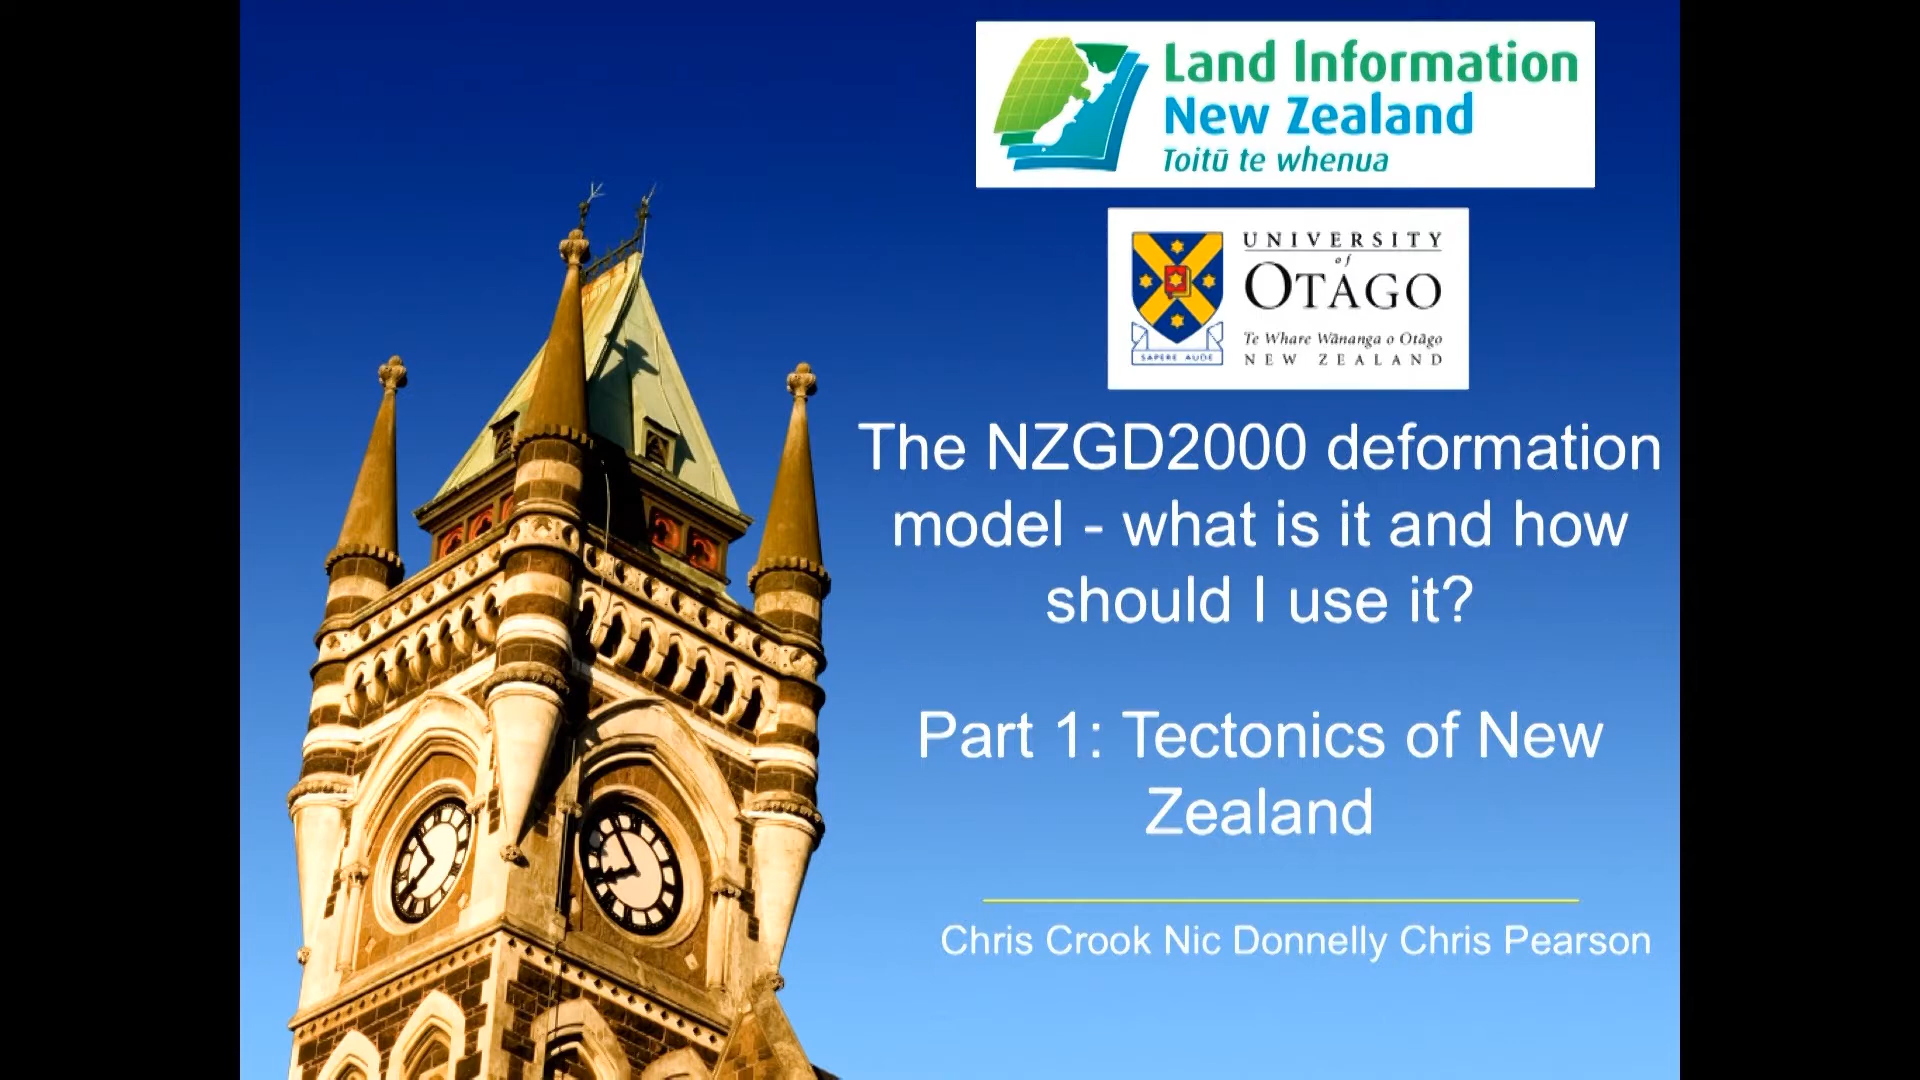 Land Information
New Zealand
Toitū te whenua
UNIVERSITY
of
OTAGO
Te Whare Wānanga o Otāgo
NEW ZEALAND
SAPERE AUDE
The NZGD2000 deformation
model - what is it and how
should I use it?
Part 1: Tectonics of New
Zealand
Chris Crook Nic Donnelly Chris Pearson